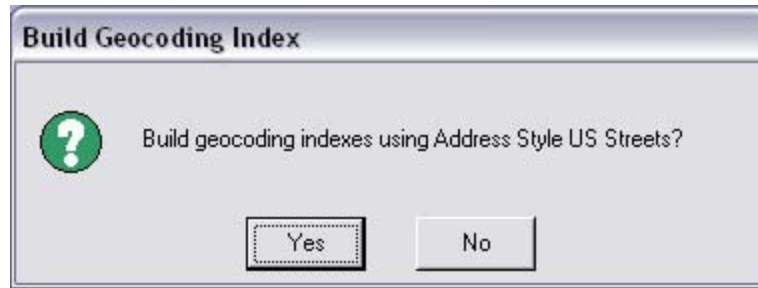 Build Geocoding Index
Build geocoding indexes using Address Style US Streets?
Yes
No